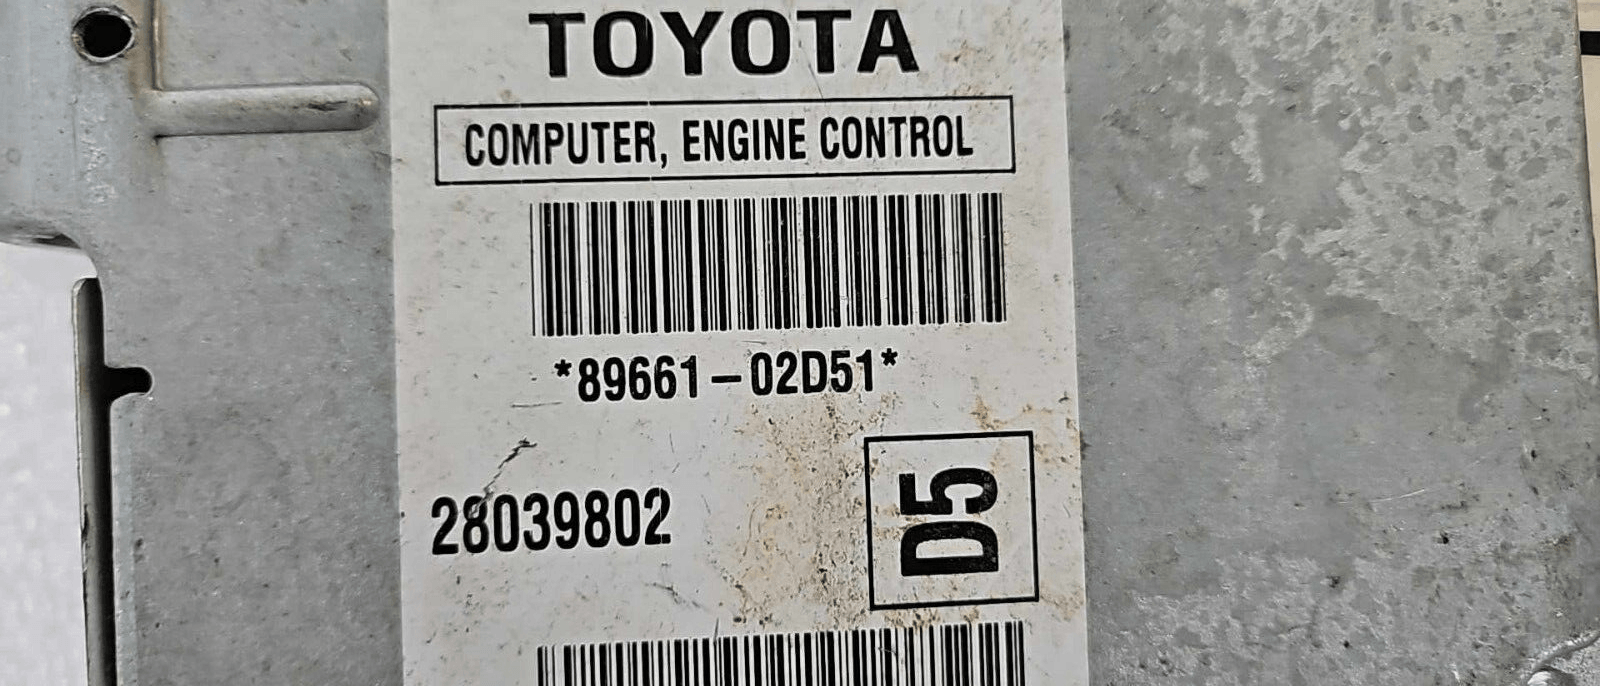 TOYOTA
COMPUTER, ENGINE CONTROL
*89661-02D51*
28039802
D5